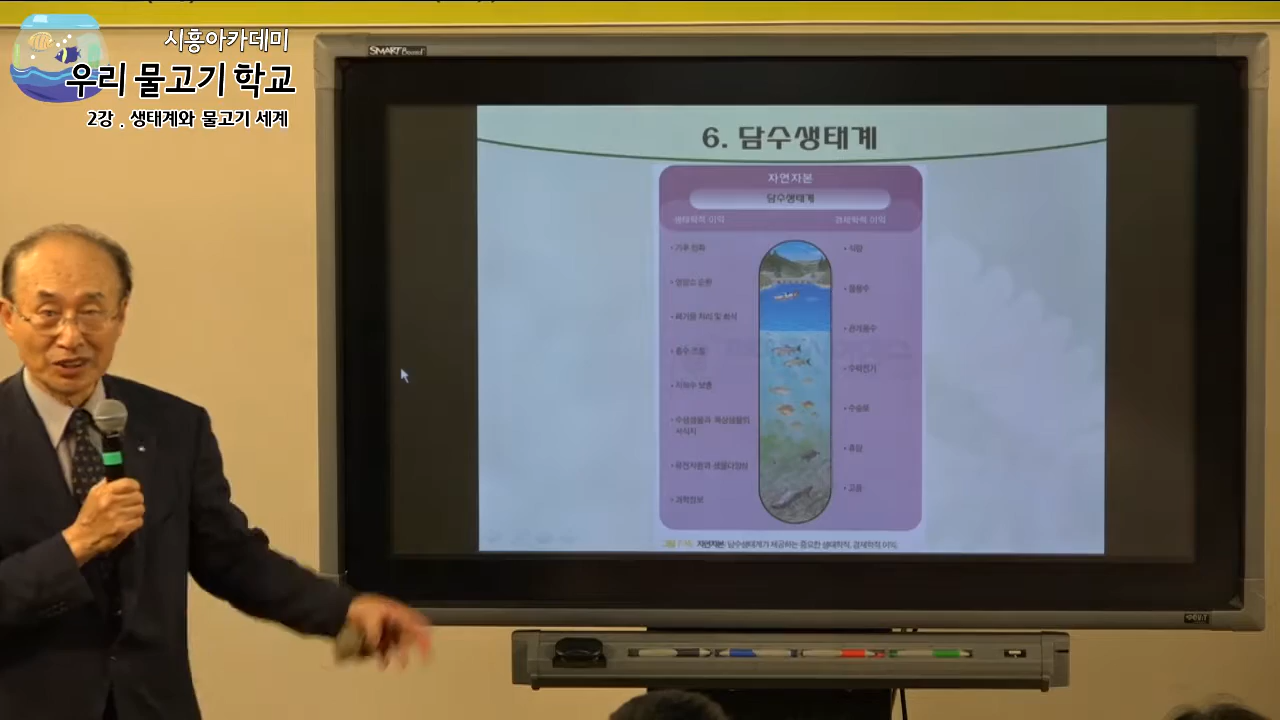 시흥아카데미
우리 물고기 학교
2강 . 생태계와 물고기 세계
SMART Board
6. 담수생태계
자연자본
담수생태계
생태학적 이익
경제학적 이익
• 기후 완화
• 영양소 순환
• 폐기물 처리 및 희석
• 홍수 조절
• 지하수 보충
• 수생생물과 육상생물의
서식지
• 유전자원과 생물다양성
• 과학정보
• 식량
• 음용수
• 관개용수
• 수력전기
• 수송로
• 휴양
• 고용
자연자본: 담수생태계가 제공하는 중요한 생태학적, 경제학적 이익.